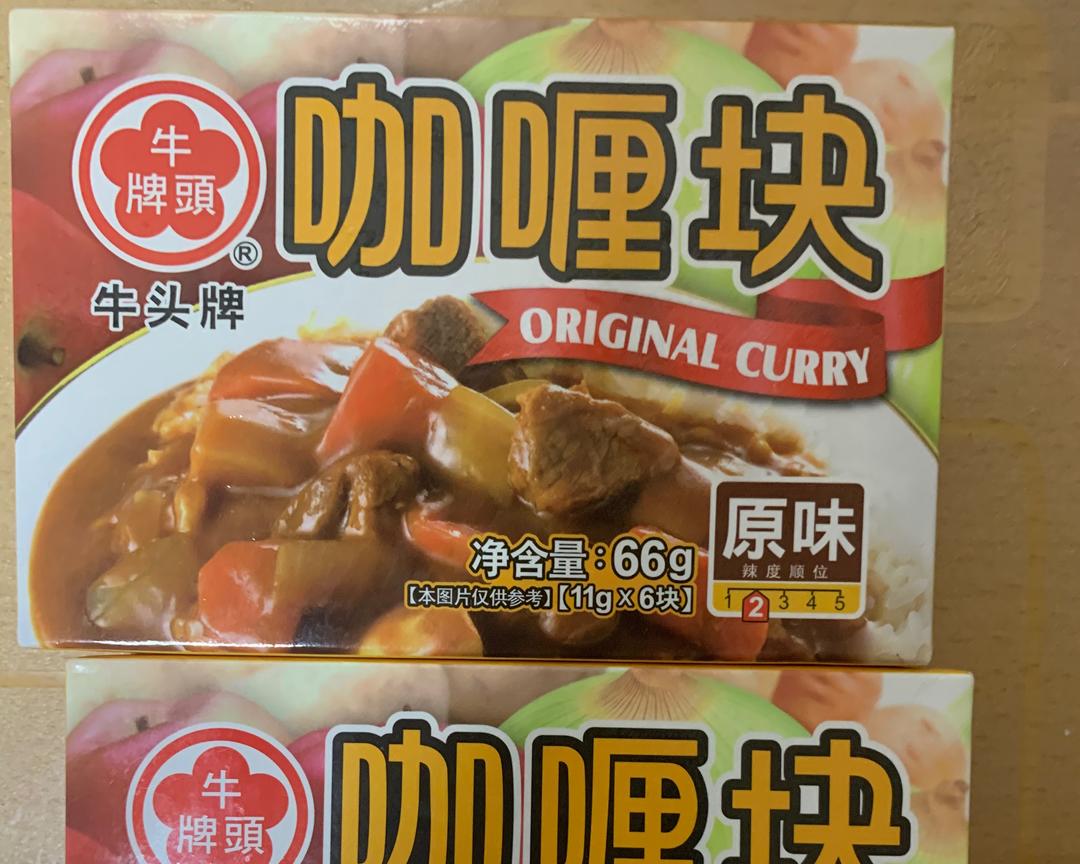 牛
牌頭
®
牛头牌
咖喱块
ORIGINAL CURRY
净含量:66g
【本图片仅供参考】【11g x 6块】
原味
辣度顺位
1 2 3 4 5
牛
牌頭
咖喱块